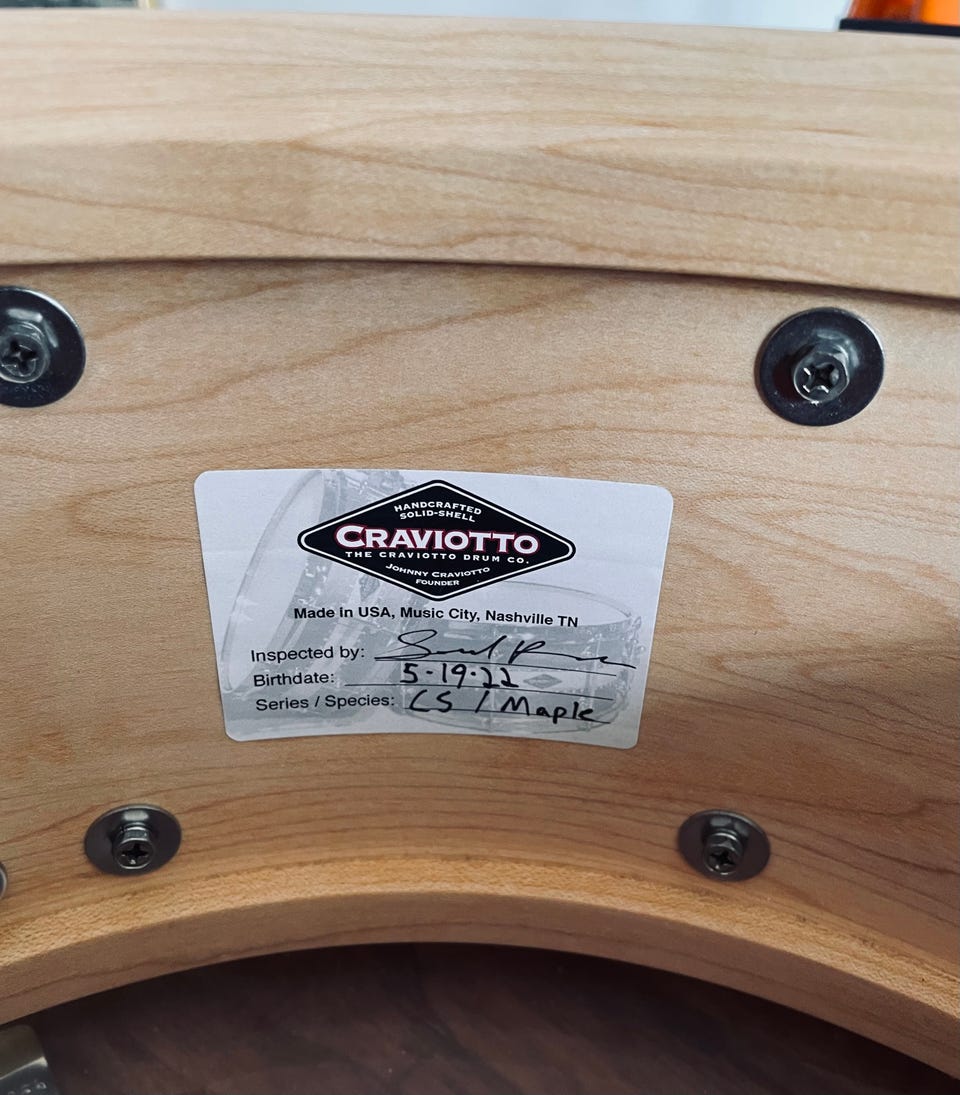 HANDCRAFTED
SOLID-SHELL
CRAVIOTTO
THE CRAVIOTTO DRUM CO.
JOHNNY CRAVIOTTO
FOUNDER
Made in USA, Music City, Nashville TN
Inspected by:
Birthdate: 5-19-22
Series / Species: CS / Maple